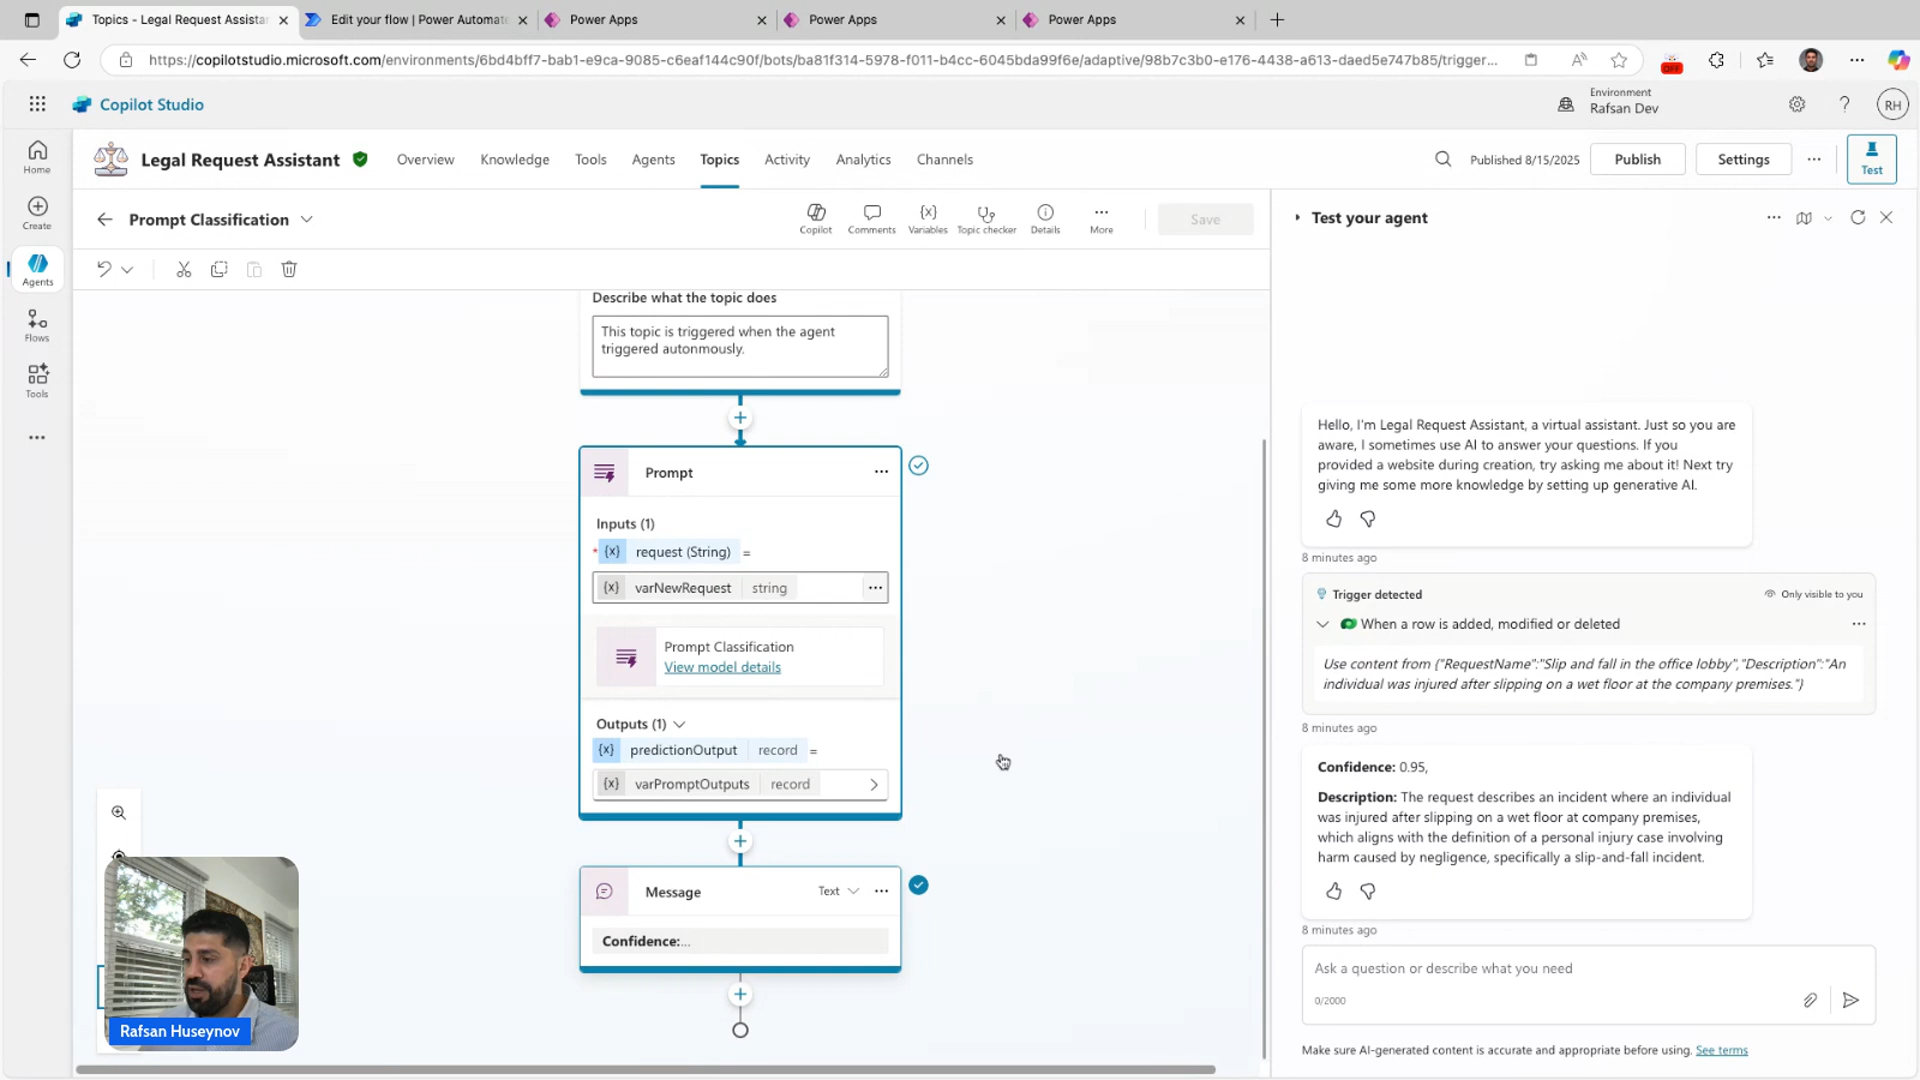 Topics - Legal Request Assistan
Edit your flow | Power Automate
Power Apps
Power Apps
Power Apps
https://copilotstudio.microsoft.com/environments/6bd4bff7-bab1-e9ca-9085-c6eaf144c90f/bots/ba81f314-5978-f011-b4cc-6045bda99f6e/adaptive/98b7c3b0-e176-4438-a613-daed5e747b85/trigger...
OFF
Copilot Studio
Environment
Rafsan Dev
RH
Home
Create
Agents
Flows
Tools
Legal Request Assistant
Overview
Knowledge
Tools
Agents
Topics
Activity
Analytics
Channels
Published 8/15/2025
Publish
Settings
Test
Prompt Classification
Copilot
Comments
Variables
Topic checker
Details
More
Save
Describe what the topic does
This topic is triggered when the agent
triggered autonmously.
Prompt
Inputs (1)
* {x} request (String) =
{x} varNewRequest string
Prompt Classification
View model details
Outputs (1)
{x} predictionOutput record =
{x} varPromptOutputs record
Message
Text
Confidence:...
Rafsan Huseynov
Test your agent
Hello, I'm Legal Request Assistant, a virtual assistant. Just so you are
aware, I sometimes use AI to answer your questions. If you
provided a website during creation, try asking me about it! Next try
giving me some more knowledge by setting up generative AI.
8 minutes ago
Trigger detected
Only visible to you
When a row is added, modified or deleted
Use content from {"RequestName":"Slip and fall in the office lobby","Description":"An
individual was injured after slipping on a wet floor at the company premises."}
8 minutes ago
Confidence: 0.95,
Description: The request describes an incident where an individual
was injured after slipping on a wet floor at company premises,
which aligns with the definition of a personal injury case involving
harm caused by negligence, specifically a slip-and-fall incident.
8 minutes ago
Ask a question or describe what you need
0/2000
Make sure AI-generated content is accurate and appropriate before using. See terms